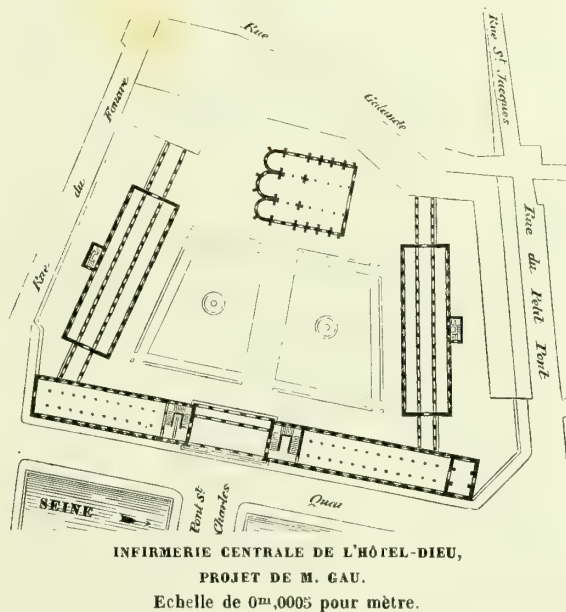 Rue
Galande
Rue St. Jacques
Rue du Fouare
Rue du Petit Pont
SEINE
Pont St.
Charles
Quai
INFIRMERIE CENTRALE DE L'HÔTEL-DIEU,
PROJET DE M. GAU.
Echelle de 0m,0005 pour mètre.